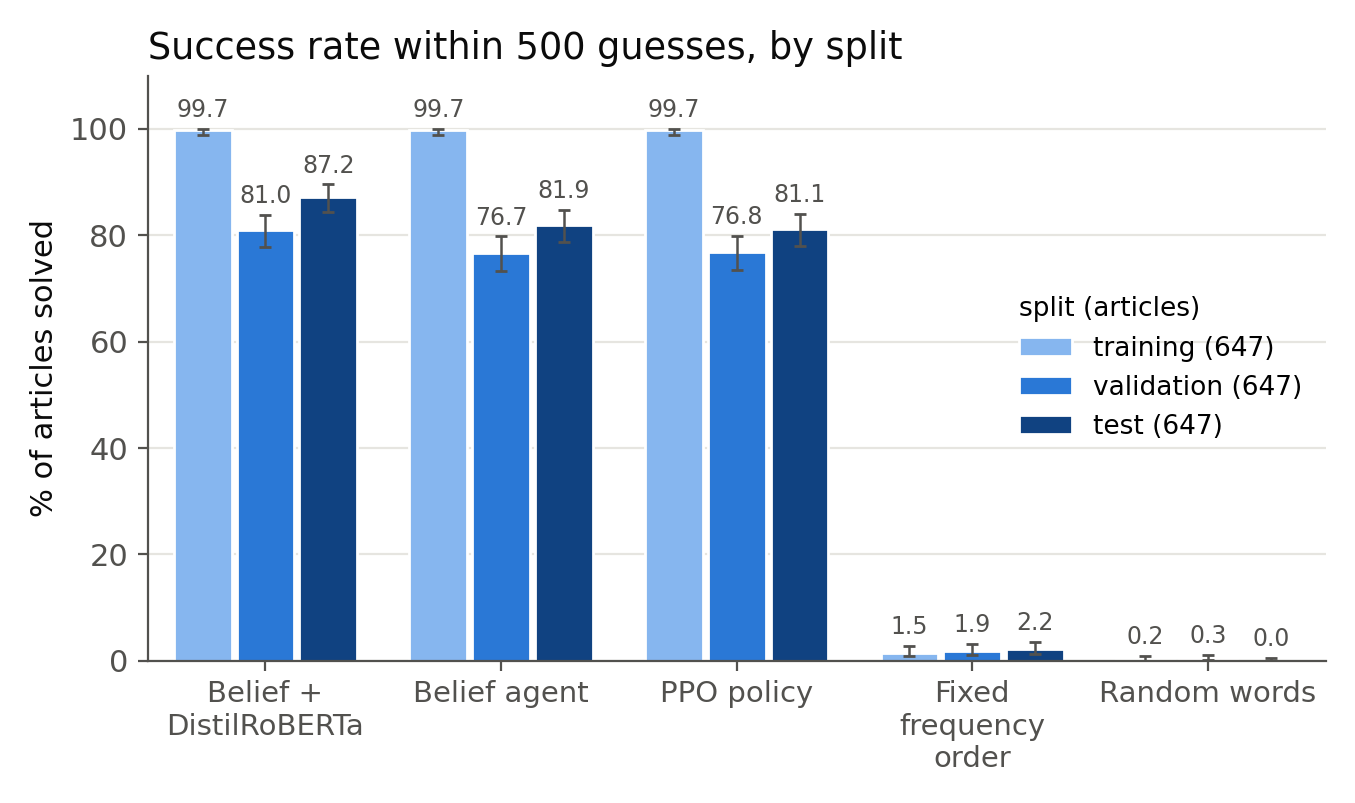 Success rate within 500 guesses, by split
% of articles solved
100
80
60
40
20
0
99.7
81.0
87.2
99.7
76.7
81.9
99.7
76.8
81.1
1.5
1.9
2.2
0.2
0.3
0.0
split (articles)
training (647)
validation (647)
test (647)
Belief +
DistilRoBERTa
Belief agent
PPO policy
Fixed
frequency
order
Random words